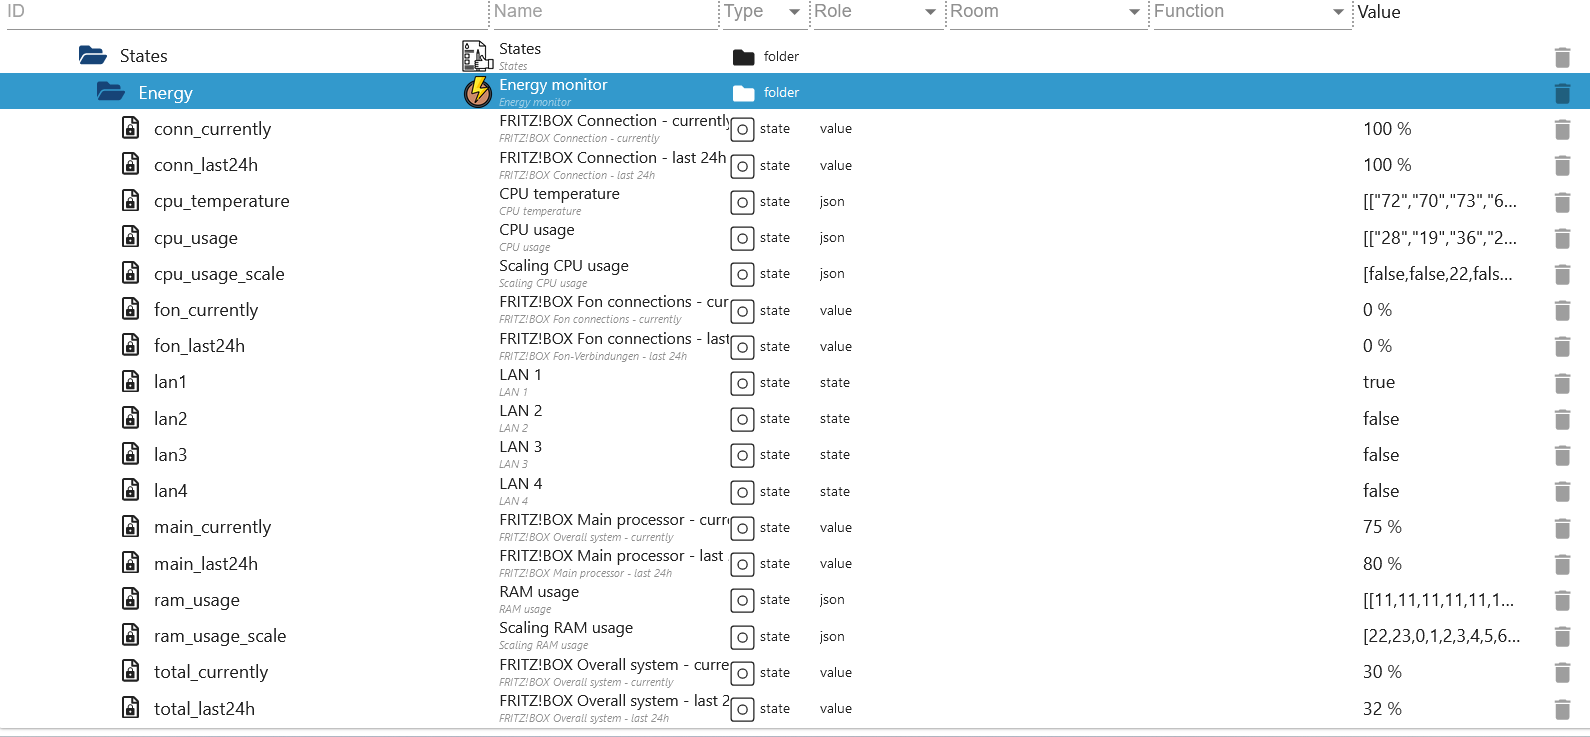 ID Name Type Role Room Function Value
States States folder
States
Energy Energy monitor folder
Energy monitor
conn_currently FRITZ!BOX Connection - currently state value 100 %
FRITZ!BOX Connection - currently
conn_last24h FRITZ!BOX Connection - last 24h state value 100 %
FRITZ!BOX Connection - last 24h
cpu_temperature CPU temperature state json [["72","70","73","6...
CPU temperature
cpu_usage CPU usage state json [["28","19","36","2...
CPU usage
cpu_usage_scale Scaling CPU usage state json [false,false,22,fals...
Scaling CPU usage
fon_currently FRITZ!BOX Fon connections - cur state value 0 %
FRITZ!BOX Fon connections - currently
fon_last24h FRITZ!BOX Fon connections - last state value 0 %
FRITZ!BOX Fon-Verbindungen - last 24h
lan1 LAN 1 state state true
LAN 1
lan2 LAN 2 state state false
LAN 2
lan3 LAN 3 state state false
LAN 3
lan4 LAN 4 state state false
LAN 4
main_currently FRITZ!BOX Main processor - curr state value 75 %
FRITZ!BOX Overall system - currently
main_last24h FRITZ!BOX Main processor - last state value 80 %
FRITZ!BOX Main processor - last 24h
ram_usage RAM usage state json [[11,11,11,11,11,1...
RAM usage
ram_usage_scale Scaling RAM usage state json [22,23,0,1,2,3,4,5,6...
Scaling RAM usage
total_currently FRITZ!BOX Overall system - curre state value 30 %
FRITZ!BOX Overall system - currently
total_last24h FRITZ!BOX Overall system - last 2 state value 32 %
FRITZ!BOX Overall system - last 24h